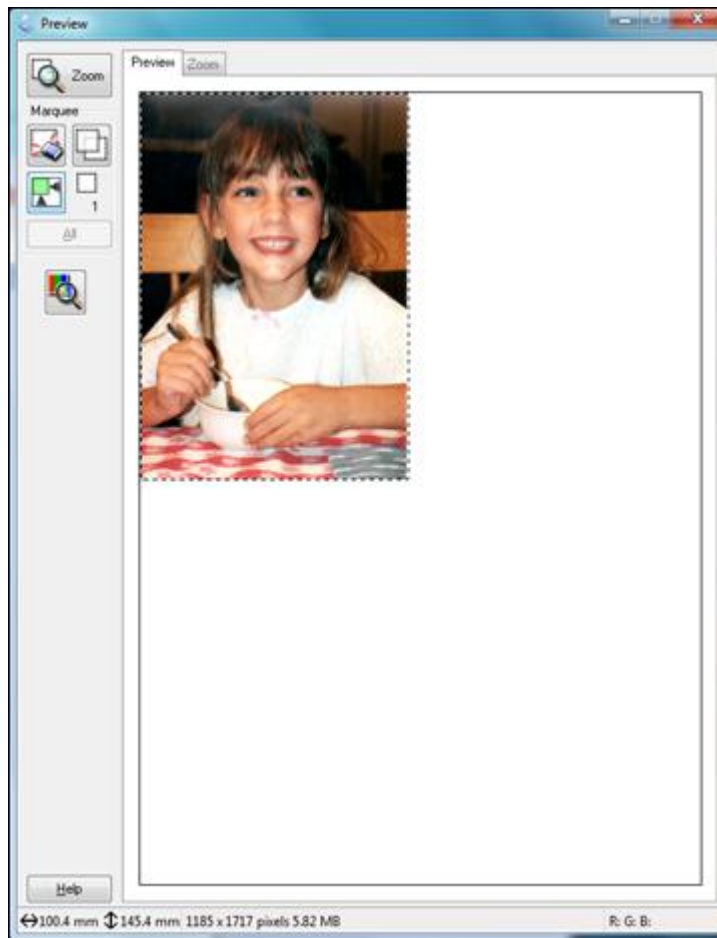 Preview
Preview Zoom
Zoom
Marquee
1
All
Help
100.4 mm 145.4 mm 1185 x 1717 pixels 5.82 MB R: G: B: